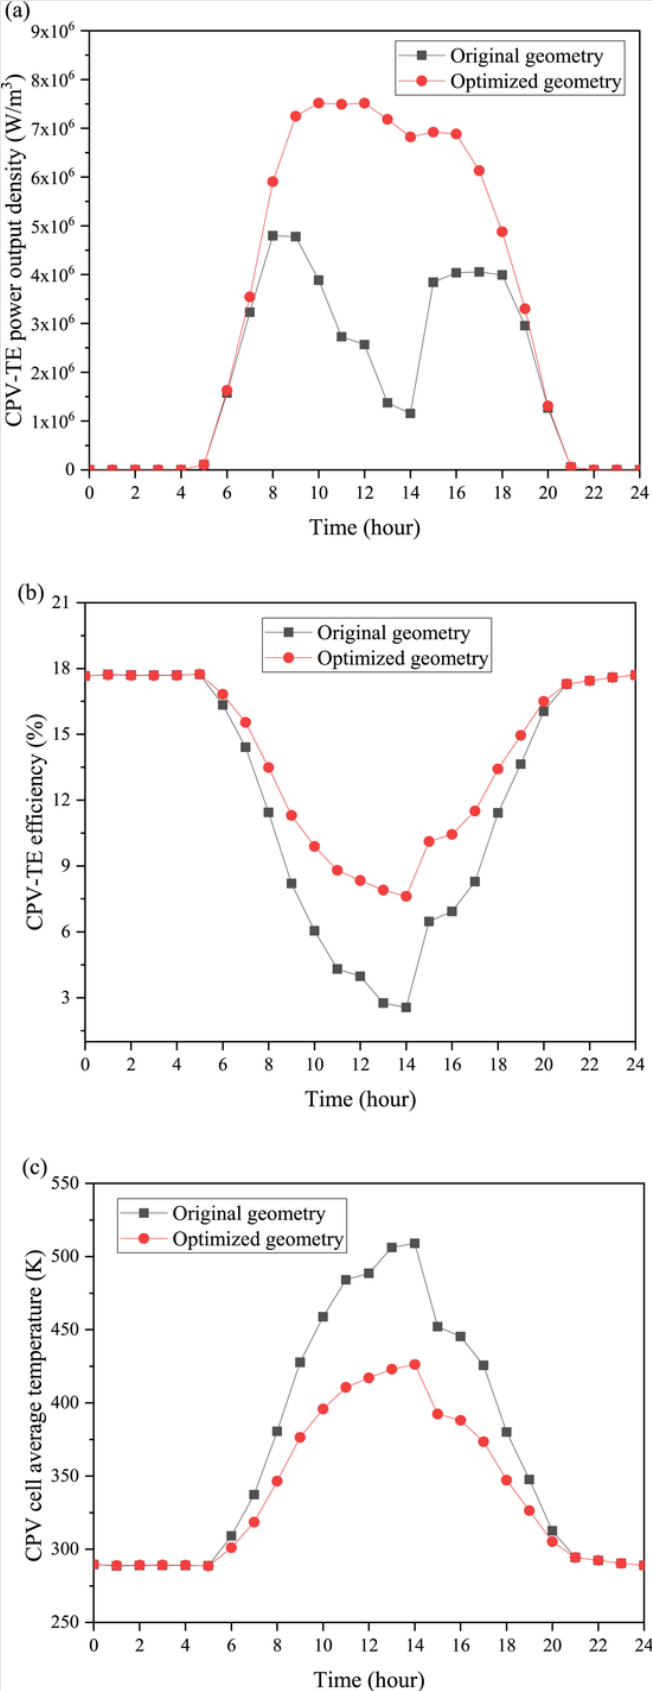 (a)
9x10⁶
8x10⁶
7x10⁶
6x10⁶
5x10⁶
4x10⁶
3x10⁶
2x10⁶
1x10⁶
0
CPV-TE power output density (W/m³)
Original geometry
Optimized geometry
0 2 4 6 8 10 12 14 16 18 20 22 24
Time (hour)
(b)
21
18
15
12
9
6
3
CPV-TE efficiency (%)
Original geometry
Optimized geometry
0 2 4 6 8 10 12 14 16 18 20 22 24
Time (hour)
(c)
550
500
450
400
350
300
250
CPV cell average temperature (K)
Original geometry
Optimized geometry
0 2 4 6 8 10 12 14 16 18 20 22 24
Time (hour)